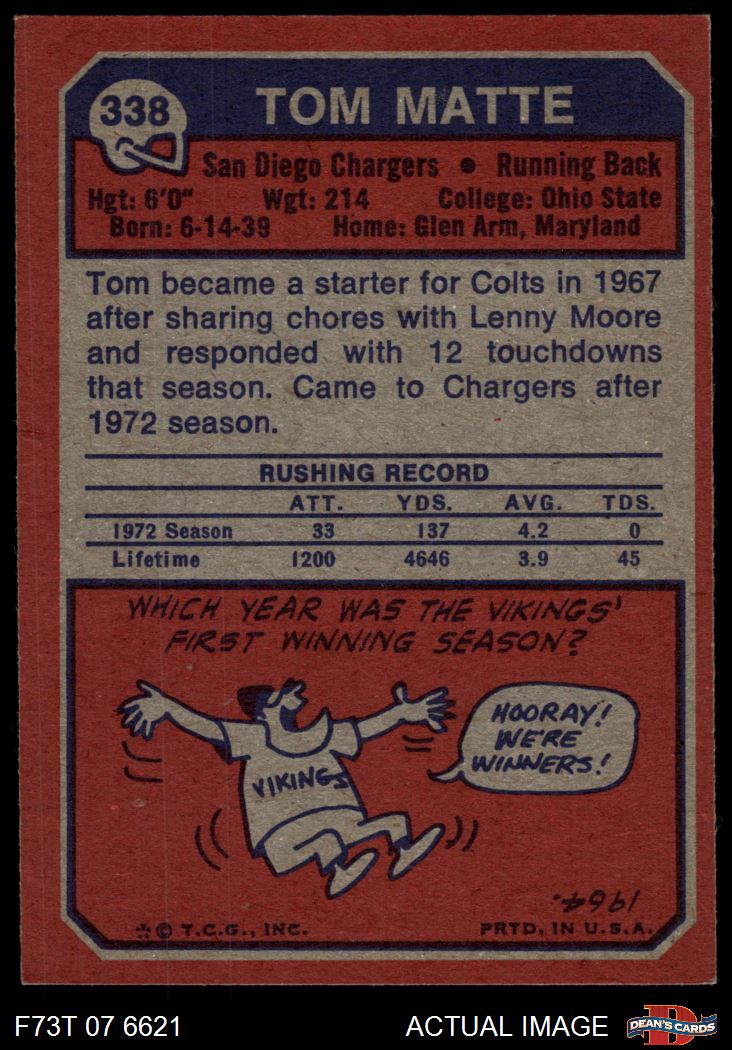 338
TOM MATTE
San Diego Chargers • Running Back
Hgt: 6'0" Wgt: 214 College: Ohio State
Born: 6-14-39 Home: Glen Arm, Maryland
Tom became a starter for Colts in 1967
after sharing chores with Lenny Moore
and responded with 12 touchdowns
that season. Came to Chargers after
1972 season.
RUSHING RECORD
ATT. YDS. AVG. TDS.
1972 Season 33 137 4.2 0
Lifetime 1200 4646 3.9 45
WHICH YEAR WAS THE VIKINGS'
FIRST WINNING SEASON?
HOORAY!
WE'RE
WINNERS!
VIKINGS
1964.
*© T.C.G., INC. PRTD. IN U.S.A.
F73T 07 6621 ACTUAL IMAGE
D
DEAN'S CARDS